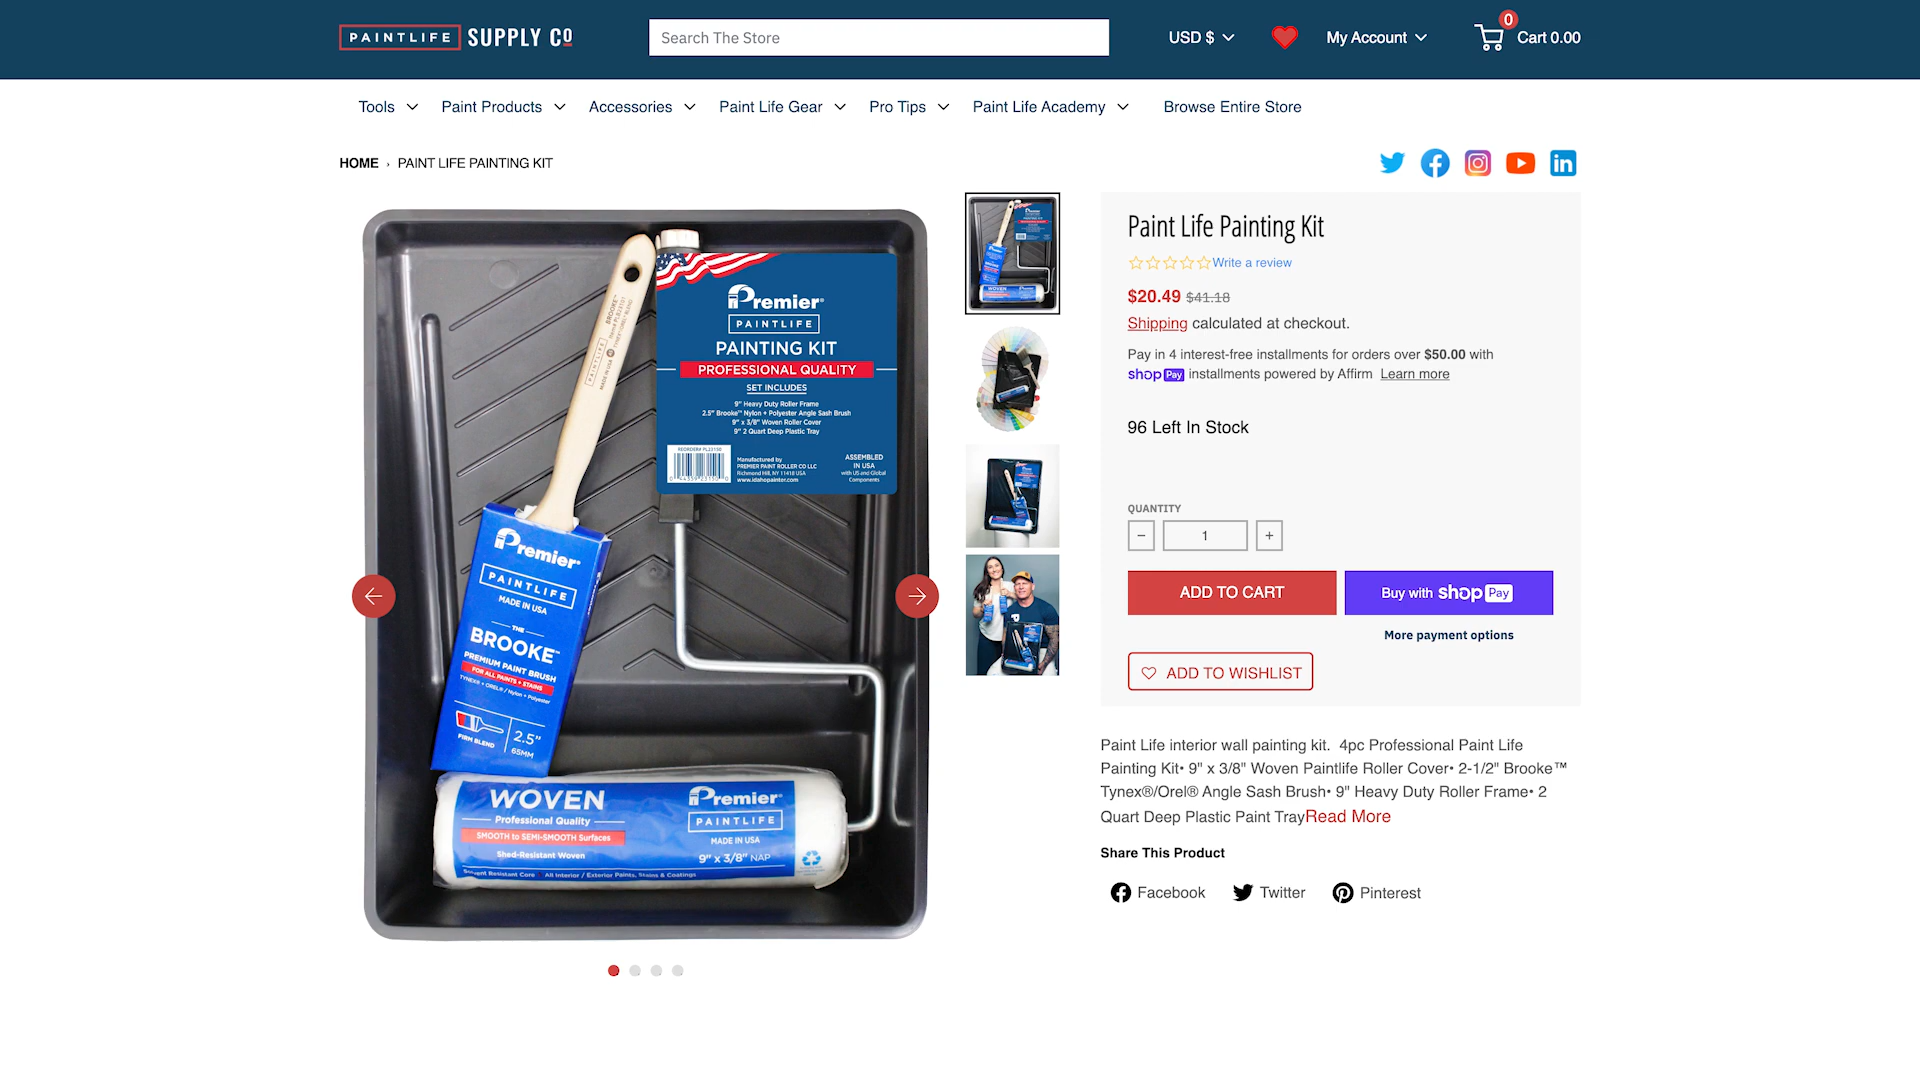 PAINTLIFE SUPPLY CO
Search The Store
USD $
My Account
0
Cart 0.00
Tools
Paint Products
Accessories
Paint Life Gear
Pro Tips
Paint Life Academy
Browse Entire Store
HOME › PAINT LIFE PAINTING KIT
Premier®
PAINTLIFE
PAINTING KIT
PROFESSIONAL QUALITY
SET INCLUDES
9" Heavy Duty Roller Frame
2.5" Brooke™ Nylon + Polyester Angle Sash Brush
9" x 3/8" Woven Roller Cover
9" 2 Quart Deep Plastic Tray
REORDER# PL23130
Manufactured by
PREMIER PAINT ROLLER CO LLC
Richmond Hill, NY 11418 USA
www.idahopainter.com
ASSEMBLED
IN USA
with US and Global
Components
BROOKE™
PAINTLIFE
MADE IN USA
Premier®
PAINTLIFE
MADE IN USA
THE
BROOKE™
PREMIUM PAINT BRUSH
FOR ALL PAINTS + STAINS
TYNEX® + OREL® / Nylon + Polyester
FIRM BLEND
2.5"
65MM
WOVEN
Professional Quality
SMOOTH to SEMI-SMOOTH Surfaces
Shed-Resistant Woven
Premier®
PAINTLIFE
MADE IN USA
9" x 3/8" NAP
Solvent Resistant Core All Interior / Exterior Paints, Stains & Coatings
Paint Life Painting Kit
Write a review
$20.49 $41.18
Shipping calculated at checkout.
Pay in 4 interest-free installments for orders over $50.00 with
shop Pay installments powered by Affirm Learn more
96 Left In Stock
QUANTITY
− 1 +
ADD TO CART
Buy with shop Pay
More payment options
ADD TO WISHLIST
Paint Life interior wall painting kit. 4pc Professional Paint Life
Painting Kit• 9" x 3/8" Woven Paintlife Roller Cover• 2-1/2" Brooke™
Tynex®/Orel® Angle Sash Brush• 9" Heavy Duty Roller Frame• 2
Quart Deep Plastic Paint TrayRead More
Share This Product
Facebook
Twitter
Pinterest